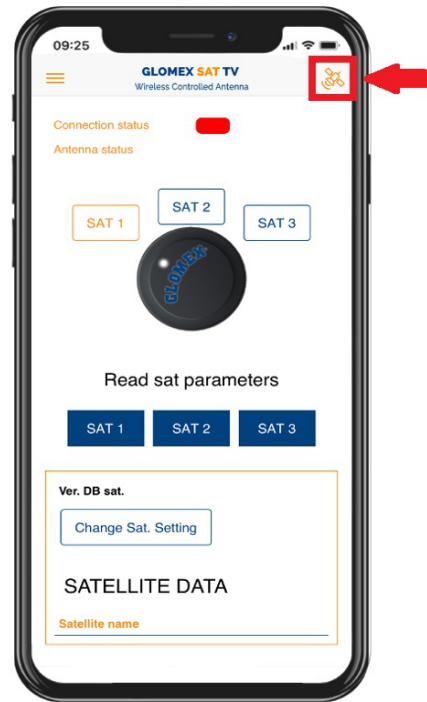 09:25
GLOMEX SAT TV
Wireless Controlled Antenna
Connection status
Antenna status
SAT 1
SAT 2
SAT 3
GLOMEX
Read sat parameters
SAT 1 SAT 2 SAT 3
Ver. DB sat.
Change Sat. Setting
SATELLITE DATA
Satellite name